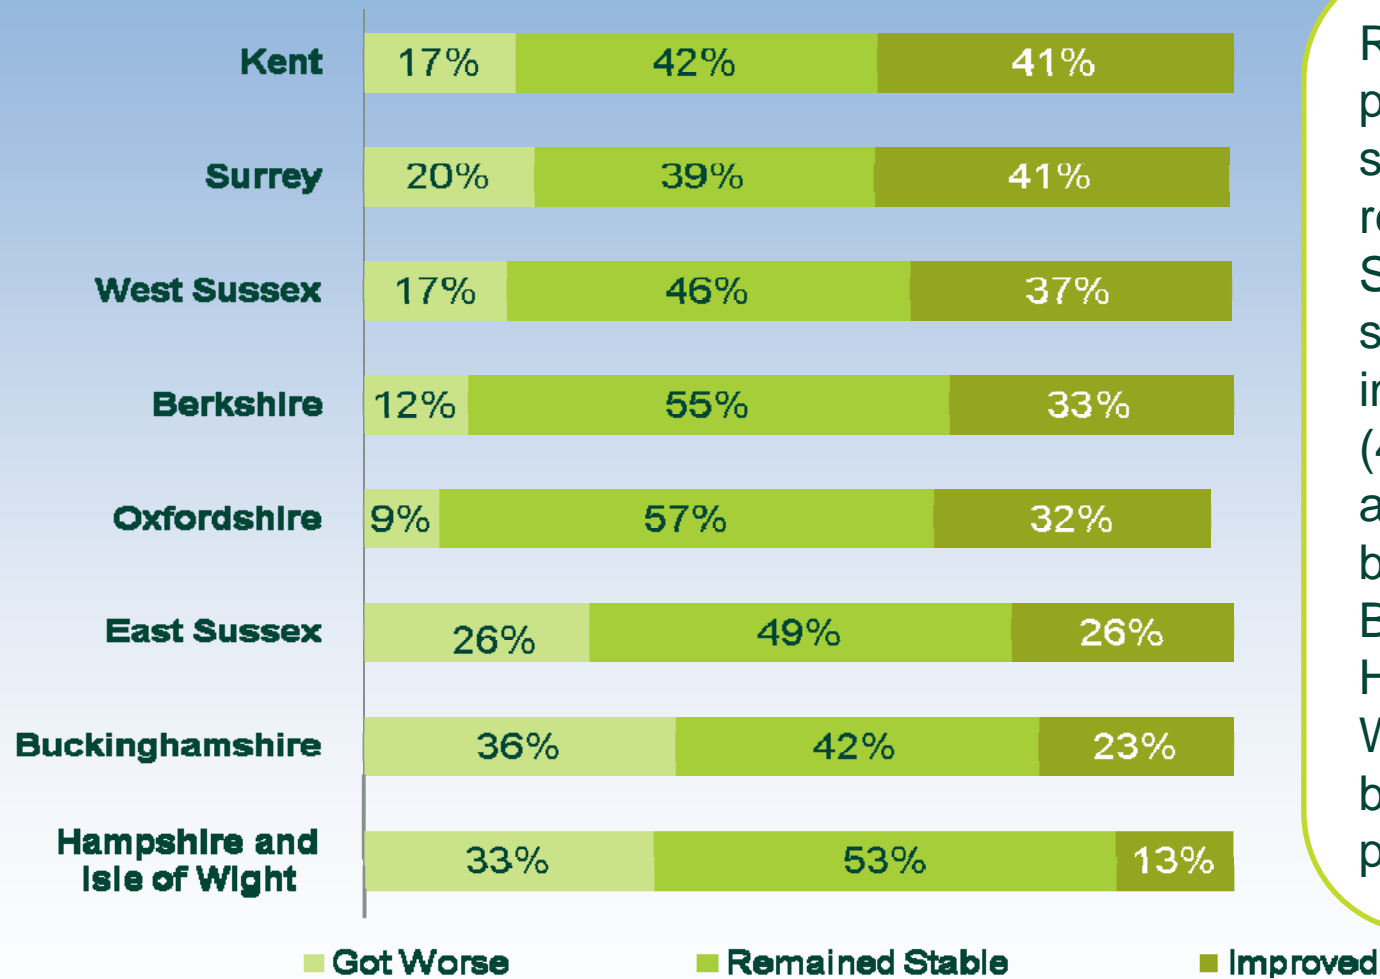 Kent 17% 42% 41%
Surrey 20% 39% 41%
West Sussex 17% 46% 37%
Berkshire 12% 55% 33%
Oxfordshire 9% 57% 32%
East Sussex 26% 49% 26%
Buckinghamshire 36% 42% 23%
Hampshire and
Isle of Wight 33% 53% 13%
Got Worse Remained Stable Improved